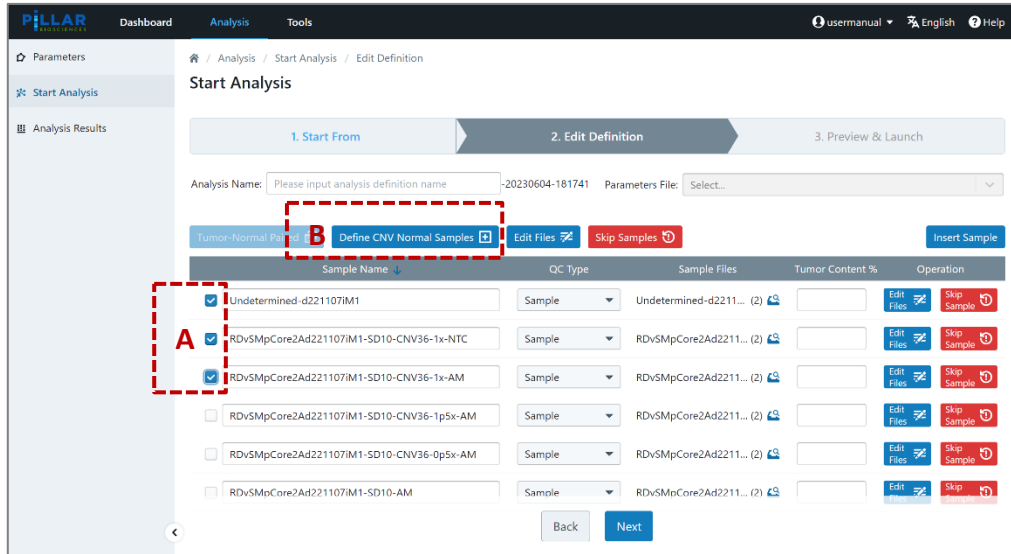 PiLLAR Dashboard Analysis Tools usermanual English Help
BIOSCIENCES
Parameters
Start Analysis
Analysis Results
/ Analysis / Start Analysis / Edit Definition
Start Analysis
1. Start From 2. Edit Definition 3. Preview & Launch
Analysis Name: Please input analysis definition name -20230604-181741 Parameters File: Select...
Tumor-Normal Paired B Define CNV Normal Samples Edit Files Skip Samples Insert Sample
Sample Name QC Type Sample Files Tumor Content % Operation
Undetermined-d221107iM1 Sample Undetermined-d2211... (2) Edit Files Skip Sample
A RDvSMpCore2Ad221107iM1-SD10-CNV36-1x-NTC Sample RDvSMpCore2Ad2211... (2) Edit Files Skip Sample
RDvSMpCore2Ad221107iM1-SD10-CNV36-1x-AM Sample RDvSMpCore2Ad2211... (2) Edit Files Skip Sample
RDvSMpCore2Ad221107iM1-SD10-CNV36-1p5x-AM Sample RDvSMpCore2Ad2211... (2) Edit Files Skip Sample
RDvSMpCore2Ad221107iM1-SD10-CNV36-0p5x-AM Sample RDvSMpCore2Ad2211... (2) Edit Files Skip Sample
RDvSMpCore2Ad221107iM1-SD10-AM Sample RDvSMpCore2Ad2211... (2) Edit Files Skip Sample
Back Next